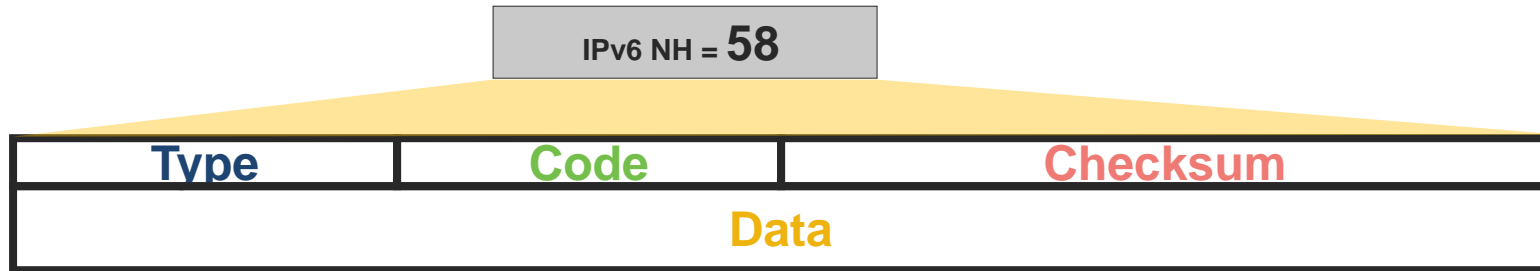 IPv6 NH = 58
Type Code Checksum
Data